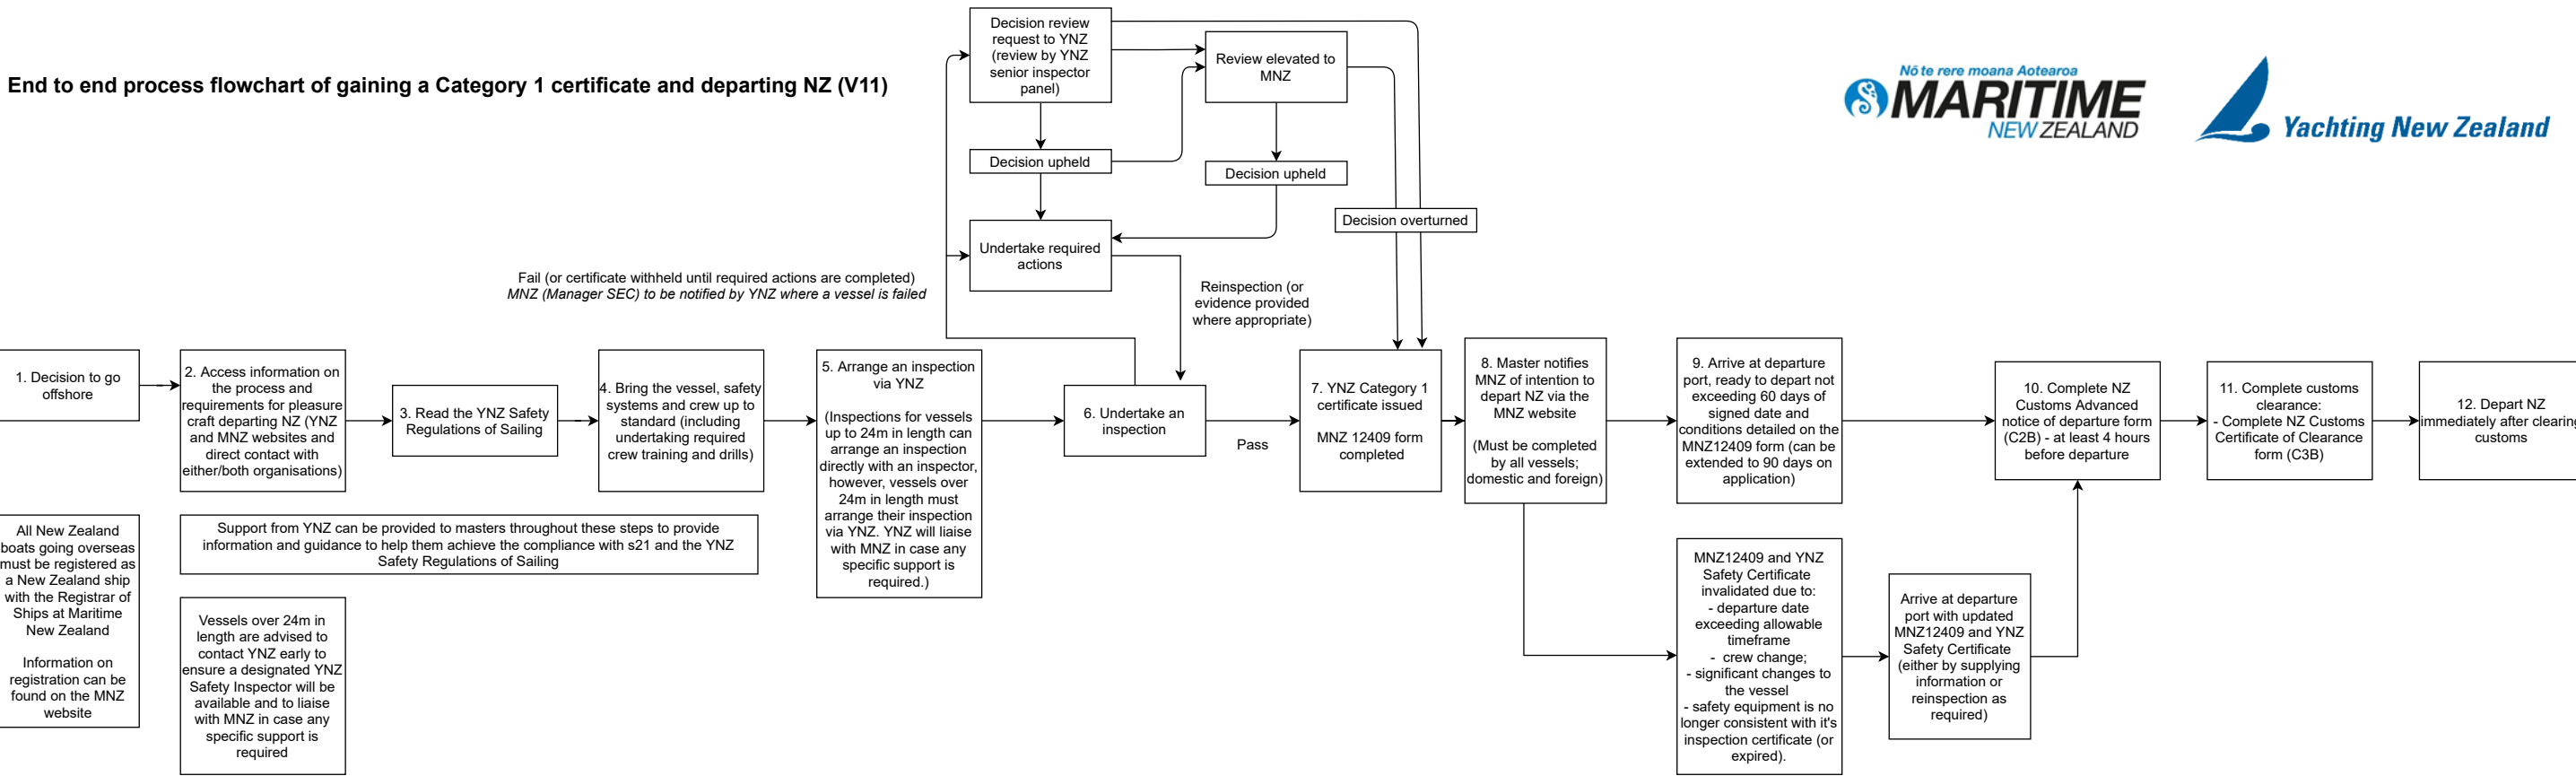 End to end process flowchart of gaining a Category 1 certificate and departing NZ (V11)
Nō te rere moana Aotearoa
MARITIME
NEW ZEALAND
Yachting New Zealand
Decision review
request to YNZ
(review by YNZ
senior inspector
panel)
Review elevated to
MNZ
Decision upheld
Decision upheld
Decision overturned
Undertake required
actions
Fail (or certificate withheld until required actions are completed)
MNZ (Manager SEC) to be notified by YNZ where a vessel is failed
Reinspection (or
evidence provided
where appropriate)
1. Decision to go
offshore
2. Access information on
the process and
requirements for pleasure
craft departing NZ (YNZ
and MNZ websites and
direct contact with
either/both organisations)
3. Read the YNZ Safety
Regulations of Sailing
4. Bring the vessel, safety
systems and crew up to
standard (including
undertaking required
crew training and drills)
5. Arrange an inspection
via YNZ
(Inspections for vessels
up to 24m in length can
arrange an inspection
directly with an inspector,
however, vessels over
24m in length must
arrange their inspection
via YNZ. YNZ will liaise
with MNZ in case any
specific support is
required.)
6. Undertake an
inspection
Pass
7. YNZ Category 1
certificate issued
MNZ 12409 form
completed
8. Master notifies
MNZ of intention to
depart NZ via the
MNZ website
(Must be completed
by all vessels;
domestic and foreign)
9. Arrive at departure
port, ready to depart not
exceeding 60 days of
signed date and
conditions detailed on the
MNZ12409 form (can be
extended to 90 days on
application)
10. Complete NZ
Customs Advanced
notice of departure form
(C2B) - at least 4 hours
before departure
11. Complete customs
clearance:
- Complete NZ Customs
Certificate of Clearance
form (C3B)
12. Depart NZ
immediately after clearing
customs
All New Zealand
boats going overseas
must be registered as
a New Zealand ship
with the Registrar of
Ships at Maritime
New Zealand
Information on
registration can be
found on the MNZ
website
Support from YNZ can be provided to masters throughout these steps to provide
information and guidance to help them achieve the compliance with s21 and the YNZ
Safety Regulations of Sailing
Vessels over 24m in
length are advised to
contact YNZ early to
ensure a designated YNZ
Safety Inspector will be
available and to liaise
with MNZ in case any
specific support is
required
MNZ12409 and YNZ
Safety Certificate
invalidated due to:
- departure date
exceeding allowable
timeframe
- crew change;
- significant changes to
the vessel
- safety equipment is no
longer consistent with it's
inspection certificate (or
expired).
Arrive at departure
port with updated
MNZ12409 and YNZ
Safety Certificate
(either by supplying
information or
reinspection as
required)